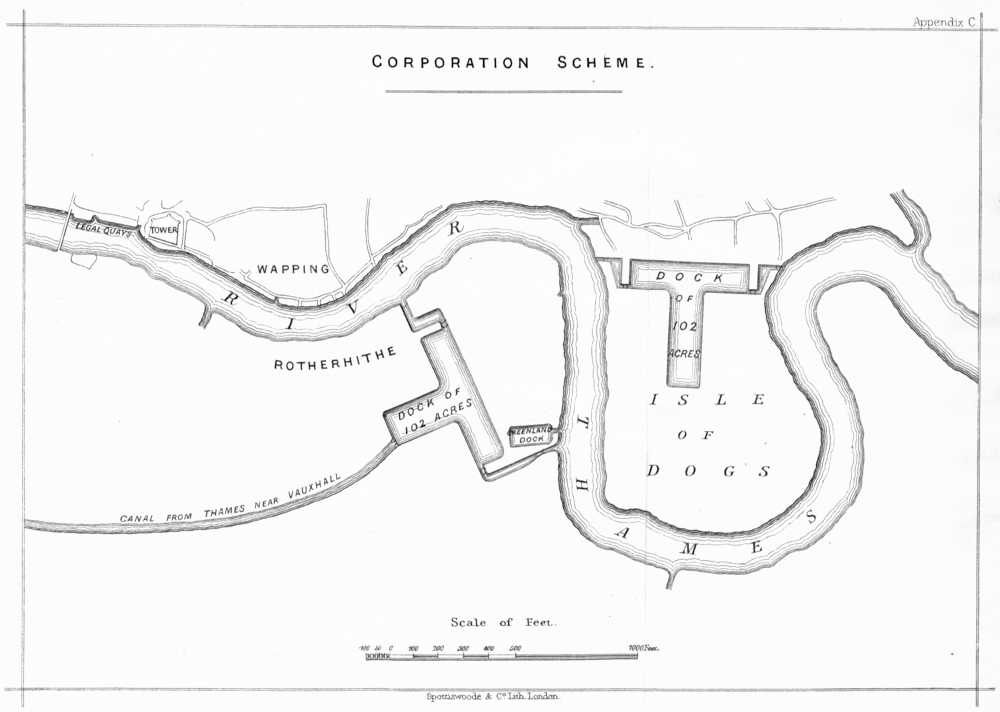 Appendix C
CORPORATION SCHEME.
LEGAL QUAYS
TOWER
WAPPING
RIVER
DOCK
OF
102
ACRES
ROTHERHITHE
DOCK OF
102 ACRES
GREENLAND
DOCK
ISLE
OF
DOGS
THAMES
CANAL FROM THAMES NEAR VAUXHALL
Scale of Feet.
100 50 0 100 200 300 400 500 1000 Feet.
Spottiswoode & Co. Lith. London.